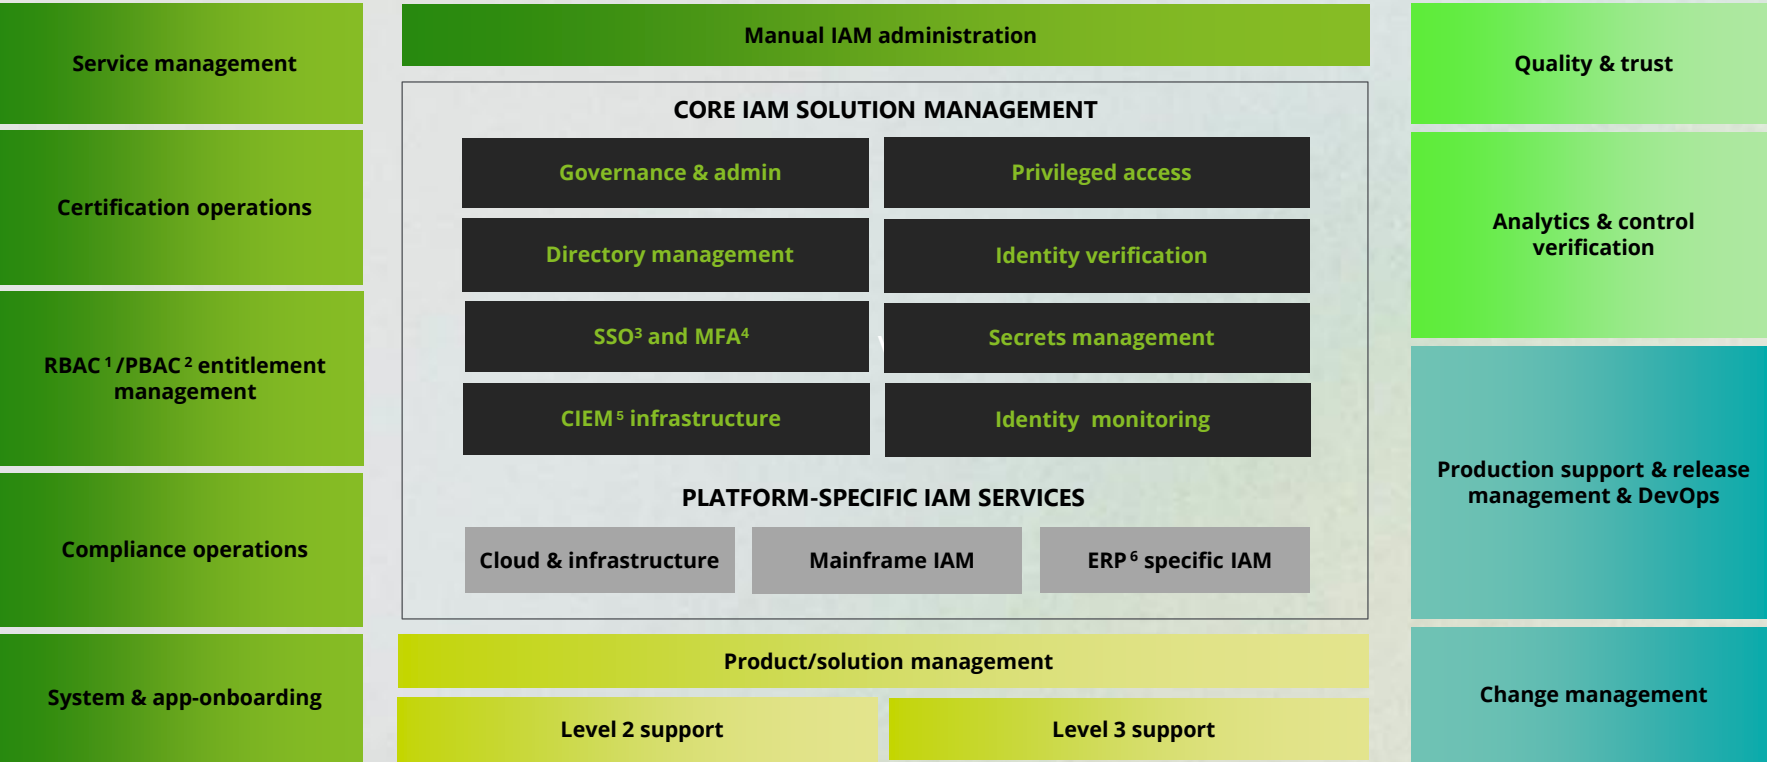 Service management
Certification operations
RBAC¹/PBAC² entitlement
management
Compliance operations
System & app-onboarding
Manual IAM administration
CORE IAM SOLUTION MANAGEMENT
Governance & admin
Privileged access
Directory management
Identity verification
SSO³ and MFA⁴
Secrets management
CIEM⁵ infrastructure
Identity monitoring
PLATFORM-SPECIFIC IAM SERVICES
Cloud & infrastructure
Mainframe IAM
ERP⁶ specific IAM
Product/solution management
Level 2 support
Level 3 support
Quality & trust
Analytics & control
verification
Production support & release
management & DevOps
Change management